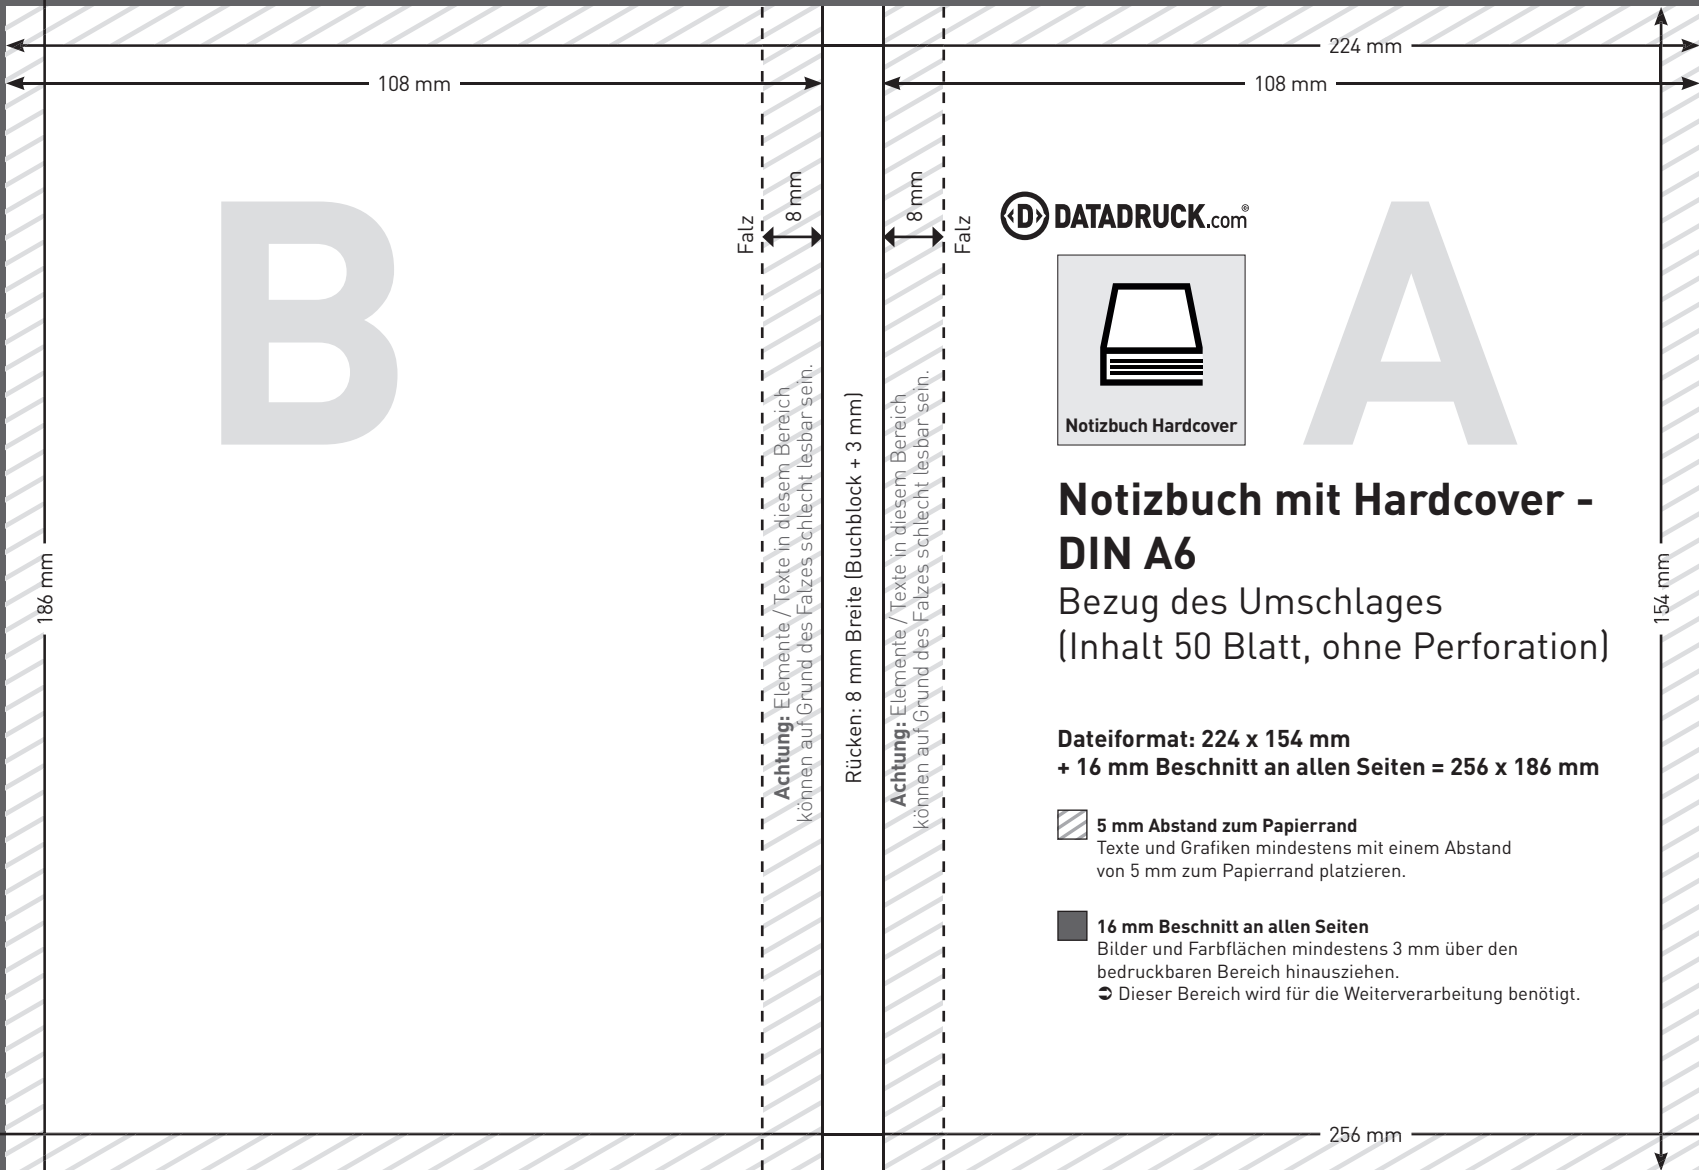 224 mm
108 mm
108 mm
B
A
8 mm
Falz
8 mm
Falz
DATADRUCK.com©
Notizbuch Hardcover
Notizbuch mit Hardcover -
DIN A6
Bezug des Umschlages
(Inhalt 50 Blatt, ohne Perforation)
186 mm
Achtung: Elemente / Texte in diesem Bereich
können auf Grund des Falzes schlecht lesbar sein.
Rücken: 8 mm Breite (Buchblock + 3 mm)
Achtung: Elemente / Texte in diesem Bereich
können auf Grund des Falzes schlecht lesbar sein.
154 mm
Dateiformat: 224 x 154 mm
+ 16 mm Beschnitt an allen Seiten = 256 x 186 mm
5 mm Abstand zum Papierrand
Texte und Grafiken mindestens mit einem Abstand
von 5 mm zum Papierrand platzieren.
16 mm Beschnitt an allen Seiten
Bilder und Farbflächen mindestens 3 mm über den
bedruckbaren Bereich hinausziehen.
➲ Dieser Bereich wird für die Weiterverarbeitung benötigt.
256 mm